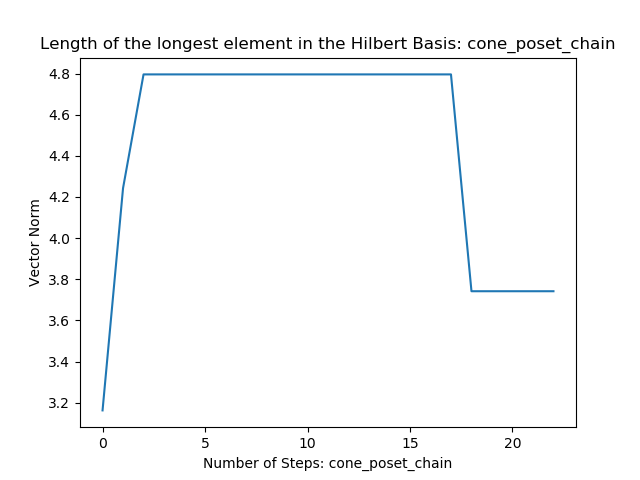 Length of the longest element in the Hilbert Basis: cone_poset_chain
4.8
4.6
4.4
4.2
4.0
3.8
3.6
3.4
3.2
Vector Norm
0 5 10 15 20
Number of Steps: cone_poset_chain